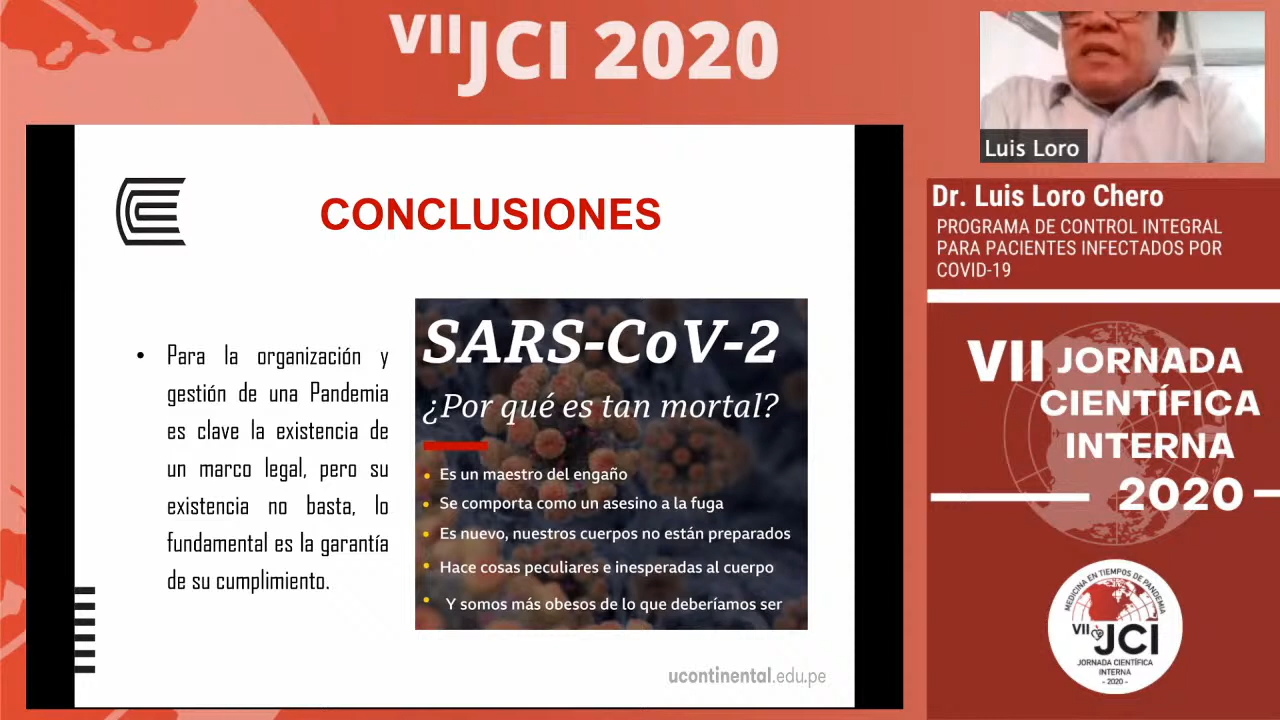 VII JCI 2020
Luis Loro
Dr. Luis Loro Chero
PROGRAMA DE CONTROL INTEGRAL
PARA PACIENTES INFECTADOS POR
COVID-19
CONCLUSIONES
• Para la organización y
gestión de una Pandemia
es clave la existencia de
un marco legal, pero su
existencia no basta, lo
fundamental es la garantía
de su cumplimiento.
SARS-CoV-2
¿Por qué es tan mortal?
• Es un maestro del engaño
• Se comporta como un asesino a la fuga
• Es nuevo, nuestros cuerpos no están preparados
• Hace cosas peculiares e inesperadas al cuerpo
• Y somos más obesos de lo que deberíamos ser
ucontinental.edu.pe
VII JORNADA
CIENTÍFICA
INTERNA
2020
MEDICINA EN TIEMPOS DE PANDEMIA
VII JCI
JORNADA CIENTÍFICA
INTERNA
- 2020 -